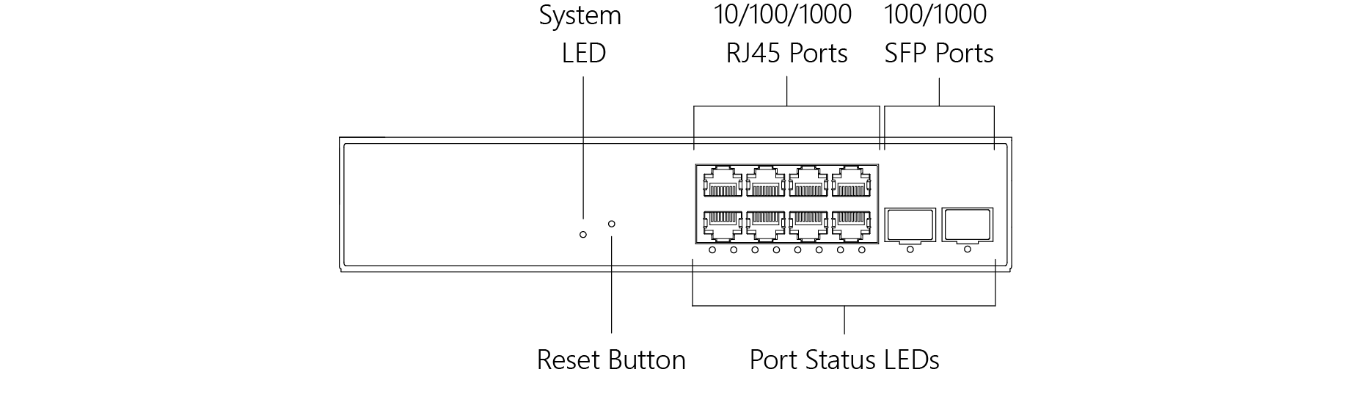 System
LED
10/100/1000
RJ45 Ports
100/1000
SFP Ports
Reset Button
Port Status LEDs